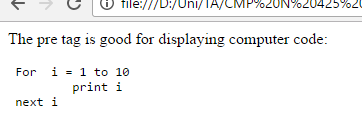 file:///D:/Uni/TA/CMP%20N%20425%20
The pre tag is good for displaying computer code:
For  i = 1 to 10
        print i
next i